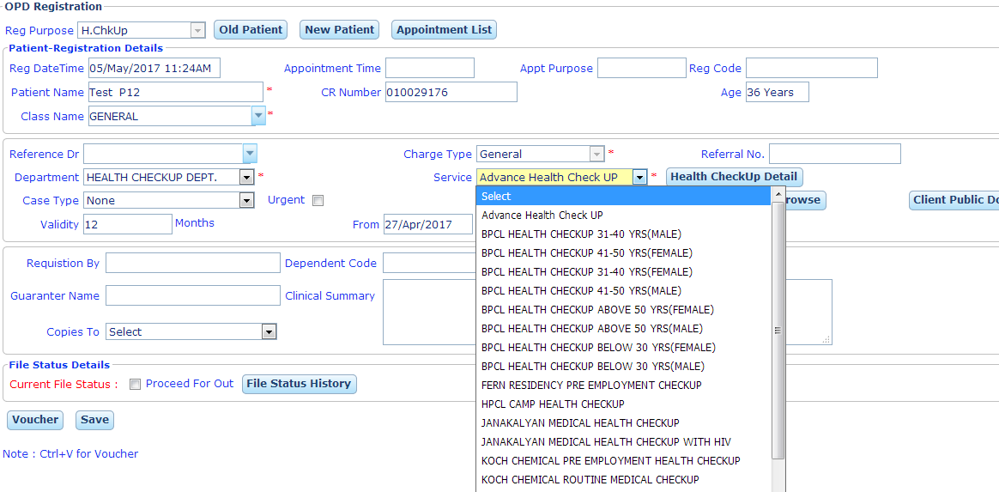 OPD Registration
Reg Purpose H.ChkUp Old Patient New Patient Appointment List
Patient-Registration Details
Reg DateTime 05/May/2017 11:24AM Appointment Time Appt Purpose Reg Code
Patient Name Test P12 * CR Number 010029176 Age 36 Years
Class Name GENERAL *
Reference Dr Charge Type General * Referral No.
Department HEALTH CHECKUP DEPT. * Service Advance Health Check UP * Health CheckUp Detail
Case Type None Urgent rowse Client Public Do
Validity 12 Months From 27/Apr/2017
Select
Advance Health Check UP
BPCL HEALTH CHECKUP 31-40 YRS(MALE)
BPCL HEALTH CHECKUP 41-50 YRS(FEMALE)
BPCL HEALTH CHECKUP 31-40 YRS(FEMALE)
BPCL HEALTH CHECKUP 41-50 YRS(MALE)
BPCL HEALTH CHECKUP ABOVE 50 YRS(FEMALE)
BPCL HEALTH CHECKUP ABOVE 50 YRS(MALE)
BPCL HEALTH CHECKUP BELOW 30 YRS(FEMALE)
BPCL HEALTH CHECKUP BELOW 30 YRS(MALE)
FERN RESIDENCY PRE EMPLOYMENT CHECKUP
HPCL CAMP HEALTH CHECKUP
JANAKALYAN MEDICAL HEALTH CHECKUP
JANAKALYAN MEDICAL HEALTH CHECKUP WITH HIV
KOCH CHEMICAL PRE EMPLOYMENT HEALTH CHECKUP
KOCH CHEMICAL ROUTINE MEDICAL CHECKUP
Requistion By Dependent Code
Guaranter Name Clinical Summary
Copies To Select
File Status Details
Current File Status : Proceed For Out File Status History
Voucher Save
Note : Ctrl+V for Voucher